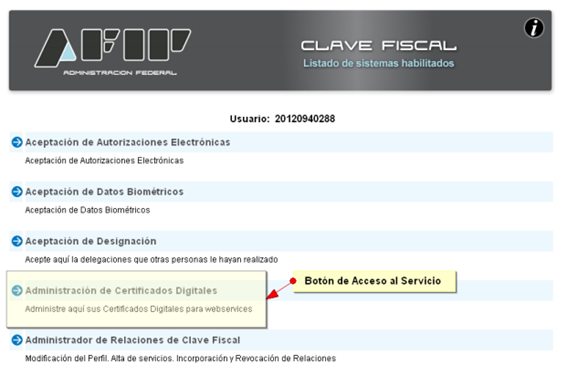 AFIP
ADMINISTRACION FEDERAL
CLAVE FISCAL
Listado de sistemas habilitados
i
Usuario: 20120940288
Aceptación de Autorizaciones Electrónicas
Aceptación de Autorizaciones Electrónicas
Aceptación de Datos Biométricos
Aceptación de Datos Biométricos
Aceptación de Designación
Acepte aquí la delegaciones que otras personas le hayan realizado
Administración de Certificados Digitales
Botón de Acceso al Servicio
Administre aquí sus Certificados Digitales para webservices
Administrador de Relaciones de Clave Fiscal
Modificación del Perfil. Alta de servicios. Incorporación y Revocación de Relaciones